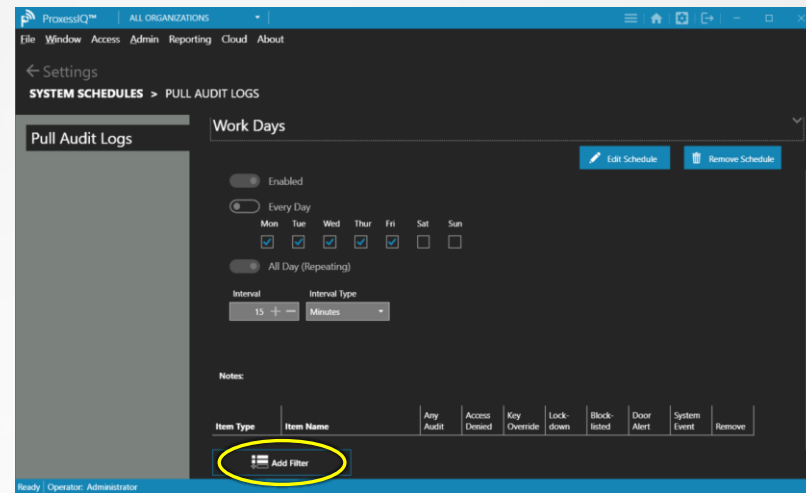 ProxessIQ™ ALL ORGANIZATIONS
File Window Access Admin Reporting Cloud About
Settings
SYSTEM SCHEDULES > PULL AUDIT LOGS
Pull Audit Logs
Work Days
Edit Schedule Remove Schedule
Enabled
Every Day
Mon Tue Wed Thur Fri Sat Sun
All Day (Repeating)
Interval Interval Type
15 Minutes
Notes:
Any Access Key Lock- Block- Door System
Item Type Item Name Audit Denied Override down listed Alert Event Remove
Add Filter
Ready Operator: Administrator